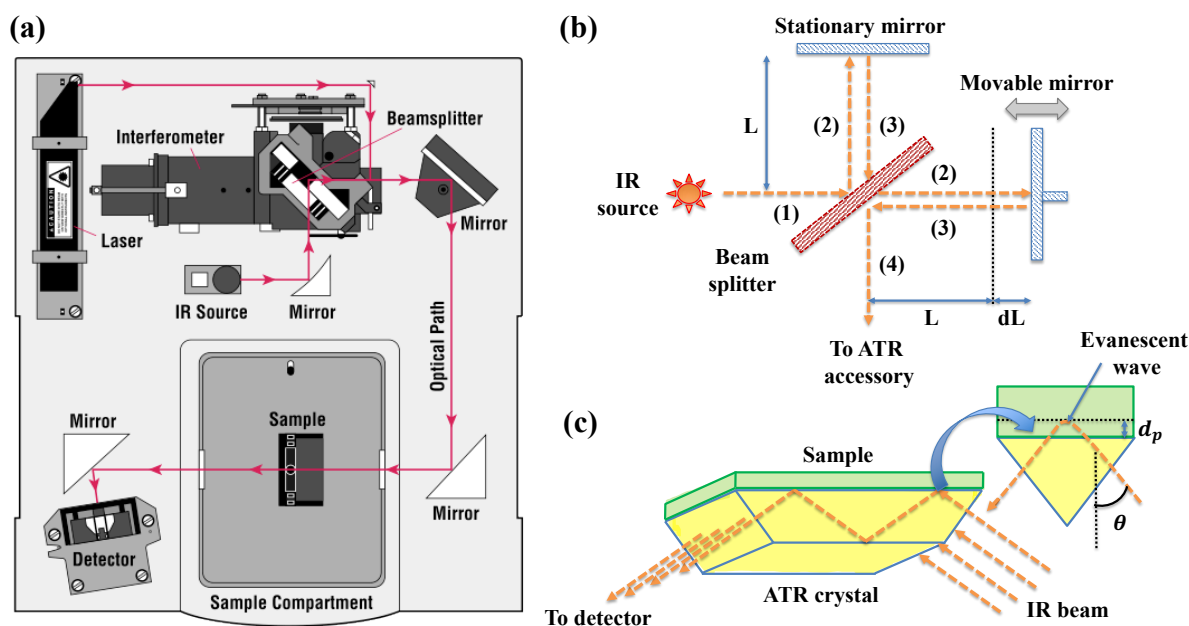 (a)
Interferometer
Beamsplitter
CAUTION
Laser
Mirror
IR Source
Mirror
Optical Path
Sample
Mirror
Mirror
Detector
Sample Compartment
(b)
Stationary mirror
Movable mirror
L
(2)
(3)
IR
source
(1)
(2)
(3)
Beam
splitter
(4)
L
dL
To ATR
accessory
(c)
Evanescent
wave
d_p
Sample
θ
ATR crystal
IR beam
To detector